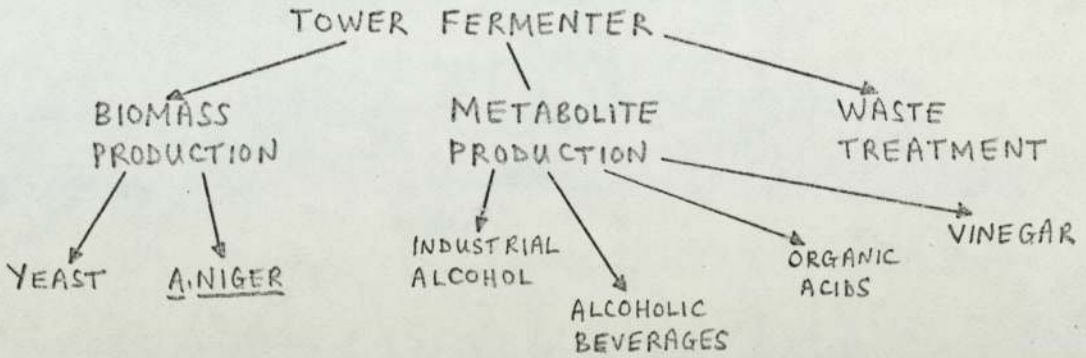 TOWER FERMENTER
BIOMASS
PRODUCTION
METABOLITE
PRODUCTION
WASTE
TREATMENT
YEAST
A.NIGER
INDUSTRIAL
ALCOHOL
ALCOHOLIC
BEVERAGES
ORGANIC
ACIDS
VINEGAR